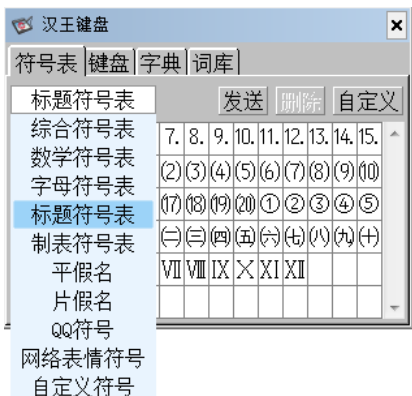 汉王键盘
符号表 键盘 字典 词库
标题符号表 发送 删除 自定义
综合符号表
数学符号表
字母符号表
标题符号表
制表符号表
平假名
片假名
QQ符号
网络表情符号
自定义符号
7. 8. 9. 10. 11. 12. 13. 14. 15.
(2) (3) (4) (5) (6) (7) (8) (9) (10)
(17) (18) (19) (20) ① ② ③ ④ ⑤
(二) (三) (四) (五) (六) (七) (八) (九) (十)
Ⅶ Ⅷ Ⅸ Ⅹ Ⅺ Ⅻ